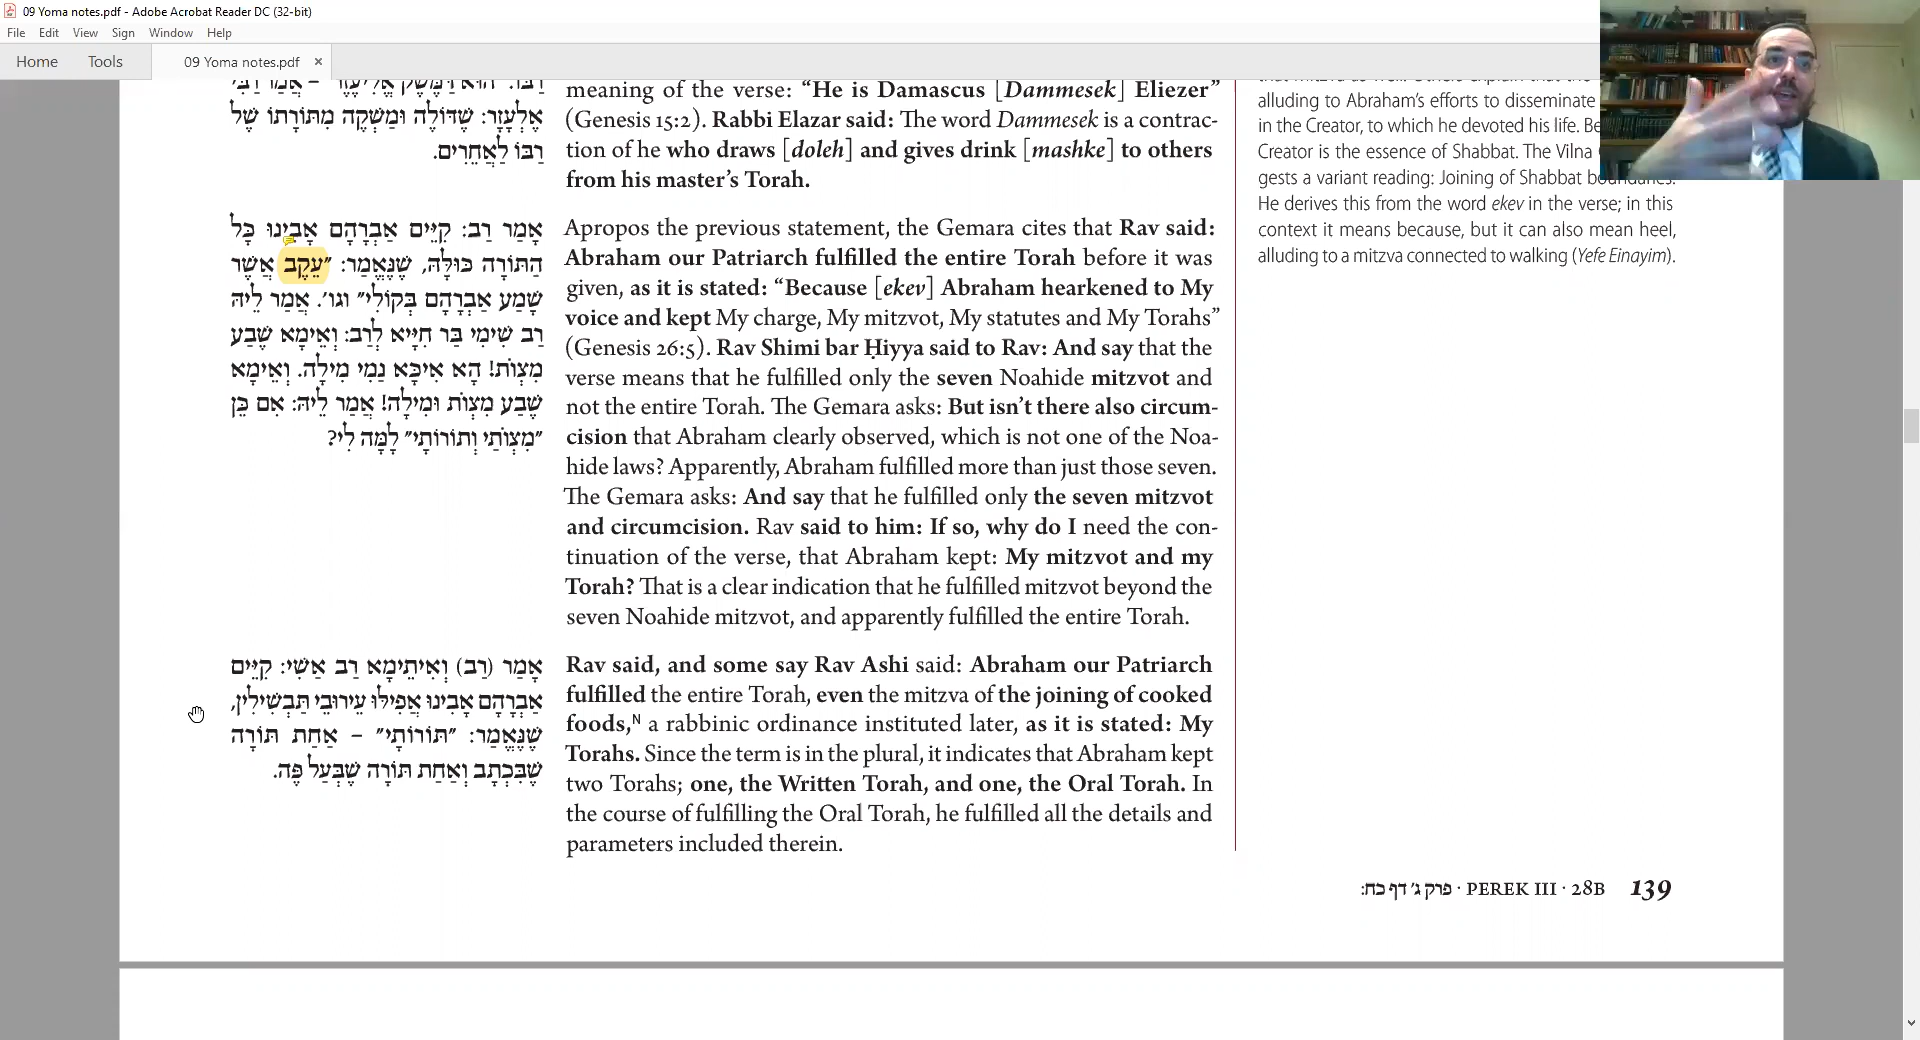 09 Yoma notes.pdf - Adobe Acrobat Reader DC (32-bit)
File Edit View Sign Window Help
Home Tools 09 Yoma notes.pdf ×
אֶלְעָזָר: שֶׁדּוֹלֶה וּמַשְׁקֶה מִתּוֹרָתוֹ שֶׁל
רַבּוֹ לַאֲחֵרִים.
אָמַר רַב: קִיֵּים אַבְרָהָם אָבִינוּ כׇּל
הַתּוֹרָה כּוּלָּהּ, שֶׁנֶּאֱמַר: ״עֵקֶב אֲשֶׁר
שָׁמַע אַבְרָהָם בְּקוֹלִי״ וגו׳. אֲמַר לֵיהּ
רַב שִׁימִי בַּר חִיָּיא לְרַב: וְאֵימָא שֶׁבַע
מִצְוֹת! הָא אִיכָּא נַמִי מִילָה. וְאֵימָא
שֶׁבַע מִצְוֹת וּמִילָה! אֲמַר לֵיהּ: אִם כֵּן
״מִצְוֹתַי וְתוֹרוֹתָי״ לָמָּה לִי?
אָמַר (רַב) וְאִיתֵּימָא רַב אַשִׁי: קִיֵּים
אַבְרָהָם אָבִינוּ אֲפִילּוּ עֵירוּבֵי תַּבְשִׁילִין,
שֶׁנֶּאֱמַר: ״תּוֹרוֹתָי״ – אַחַת תּוֹרָה
שֶׁבִּכְתָב וְאַחַת תּוֹרָה שֶׁבְּעַל פֶּה.
meaning of the verse: “He is Damascus [Dammesek] Eliezer”
(Genesis 15:2). Rabbi Elazar said: The word Dammesek is a contrac-
tion of he who draws [doleh] and gives drink [mashke] to others
from his master’s Torah.
Apropos the previous statement, the Gemara cites that Rav said:
Abraham our Patriarch fulfilled the entire Torah before it was
given, as it is stated: “Because [ekev] Abraham hearkened to My
voice and kept My charge, My mitzvot, My statutes and My Torahs”
(Genesis 26:5). Rav Shimi bar Ḥiyya said to Rav: And say that the
verse means that he fulfilled only the seven Noahide mitzvot and
not the entire Torah. The Gemara asks: But isn’t there also circum-
cision that Abraham clearly observed, which is not one of the Noa-
hide laws? Apparently, Abraham fulfilled more than just those seven.
The Gemara asks: And say that he fulfilled only the seven mitzvot
and circumcision. Rav said to him: If so, why do I need the con-
tinuation of the verse, that Abraham kept: My mitzvot and my
Torah? That is a clear indication that he fulfilled mitzvot beyond the
seven Noahide mitzvot, and apparently fulfilled the entire Torah.
Rav said, and some say Rav Ashi said: Abraham our Patriarch
fulfilled the entire Torah, even the mitzva of the joining of cooked
foods,N a rabbinic ordinance instituted later, as it is stated: My
Torahs. Since the term is in the plural, it indicates that Abraham kept
two Torahs; one, the Written Torah, and one, the Oral Torah. In
the course of fulfilling the Oral Torah, he fulfilled all the details and
parameters included therein.
alluding to Abraham’s efforts to disseminate
in the Creator, to which he devoted his life. Be
Creator is the essence of Shabbat. The Vilna
gests a variant reading: Joining of Shabbat boundaries.
He derives this from the word ekev in the verse; in this
context it means because, but it can also mean heel,
alluding to a mitzva connected to walking (Yefe Einayim).
פרק ג׳ דף כח: · PEREK III · 28B 139